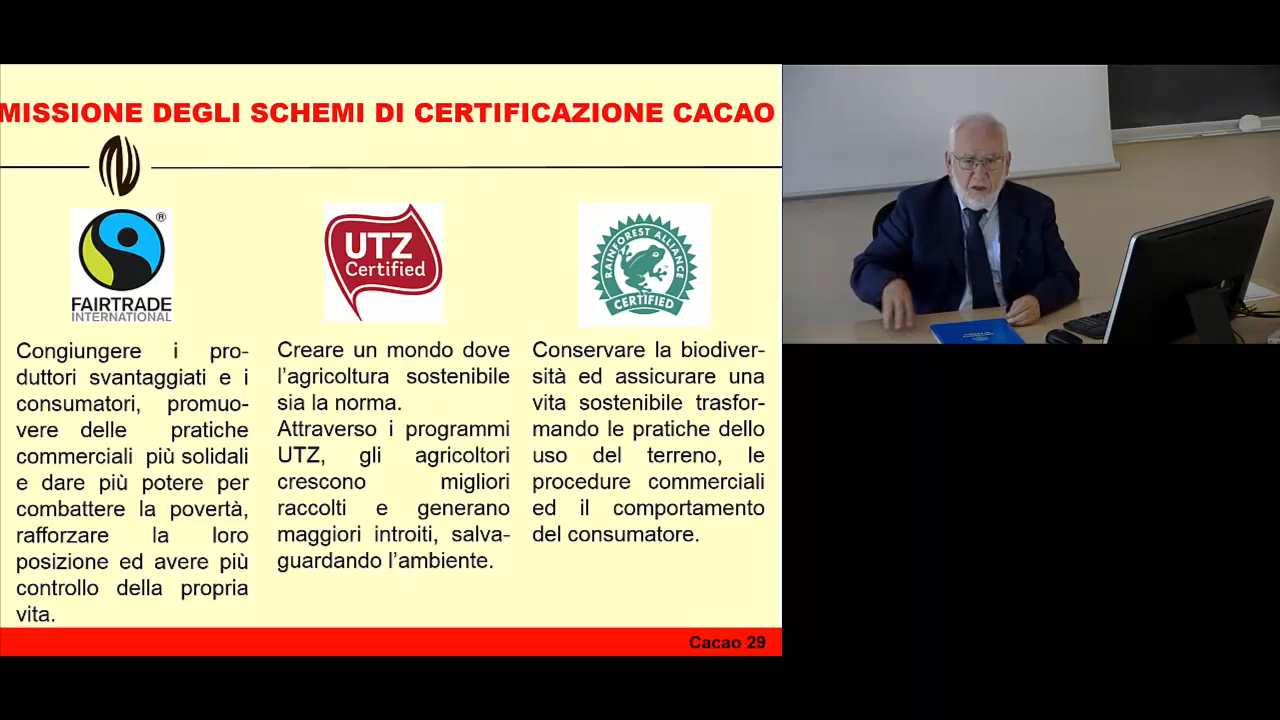 MISSIONE DEGLI SCHEMI DI CERTIFICAZIONE CACAO
®
FAIRTRADE
INTERNATIONAL
UTZ
Certified
RAINFOREST ALLIANCE
CERTIFIED
Congiungere i pro-
duttori svantaggiati e i
consumatori, promuo-
vere delle pratiche
commerciali più solidali
e dare più potere per
combattere la povertà,
rafforzare la loro
posizione ed avere più
controllo della propria
vita.
Creare un mondo dove
l'agricoltura sostenibile
sia la norma.
Attraverso i programmi
UTZ, gli agricoltori
crescono migliori
raccolti e generano
maggiori introiti, salva-
guardando l'ambiente.
Conservare la biodiver-
sità ed assicurare una
vita sostenibile trasfor-
mando le pratiche dello
uso del terreno, le
procedure commerciali
ed il comportamento
del consumatore.
Cacao 29